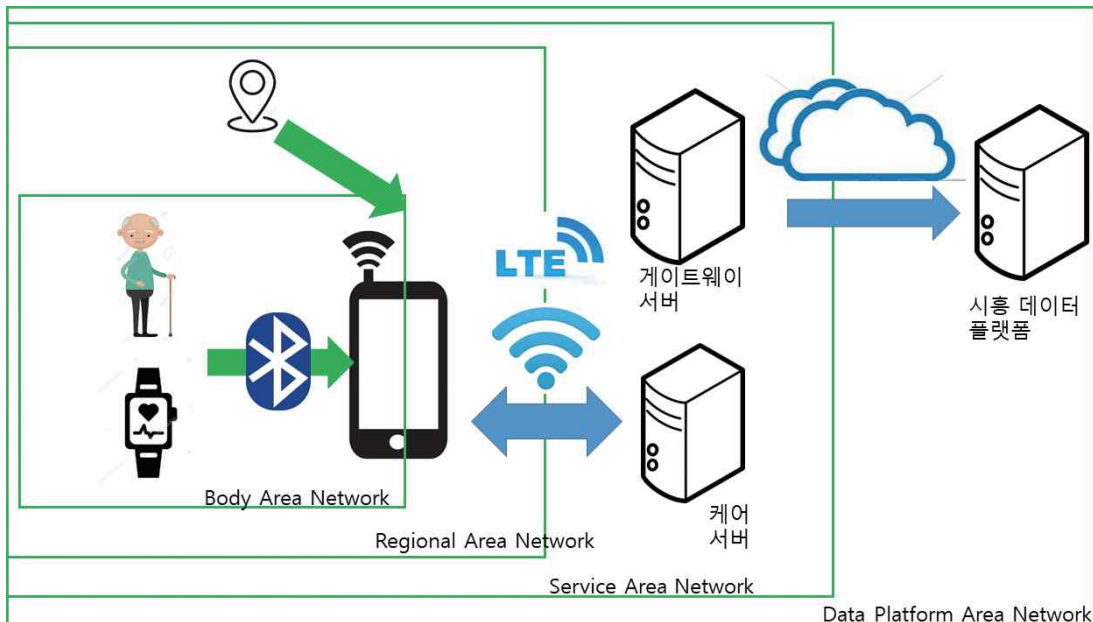 LTE
게이트웨이
서버
시흥 데이터
플랫폼
Body Area Network
케어
서버
Regional Area Network
Service Area Network
Data Platform Area Network